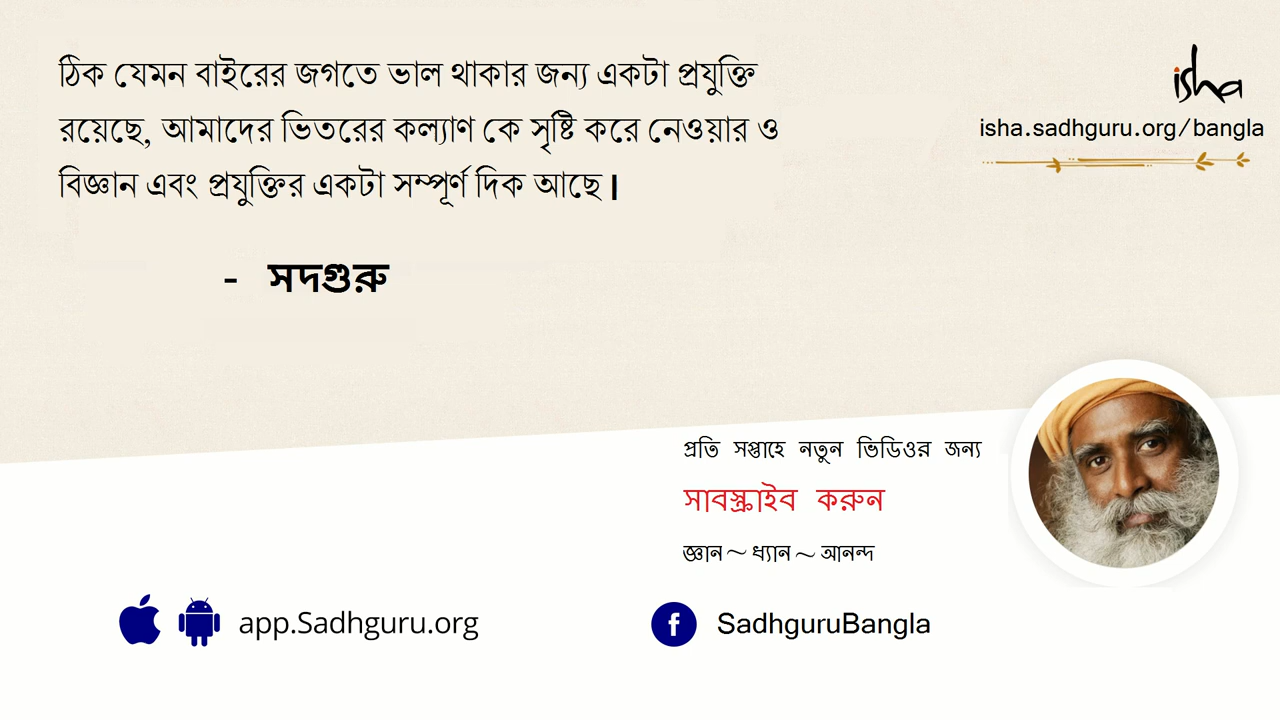 ঠিক যেমন বাইরের জগতে ভাল থাকার জন্য একটা প্রযুক্তি
রয়েছে, আমাদের ভিতরের কল্যাণ কে সৃষ্টি করে নেওয়ার ও
বিজ্ঞান এবং প্রযুক্তির একটা সম্পূর্ণ দিক আছে।
- সদগুরু
isha
isha.sadhguru.org/bangla
প্রতি সপ্তাহে নতুন ভিডিওর জন্য
সাবস্ক্রাইব করুন
জ্ঞান ~ ধ্যান ~ আনন্দ
app.Sadhguru.org
f SadhguruBangla